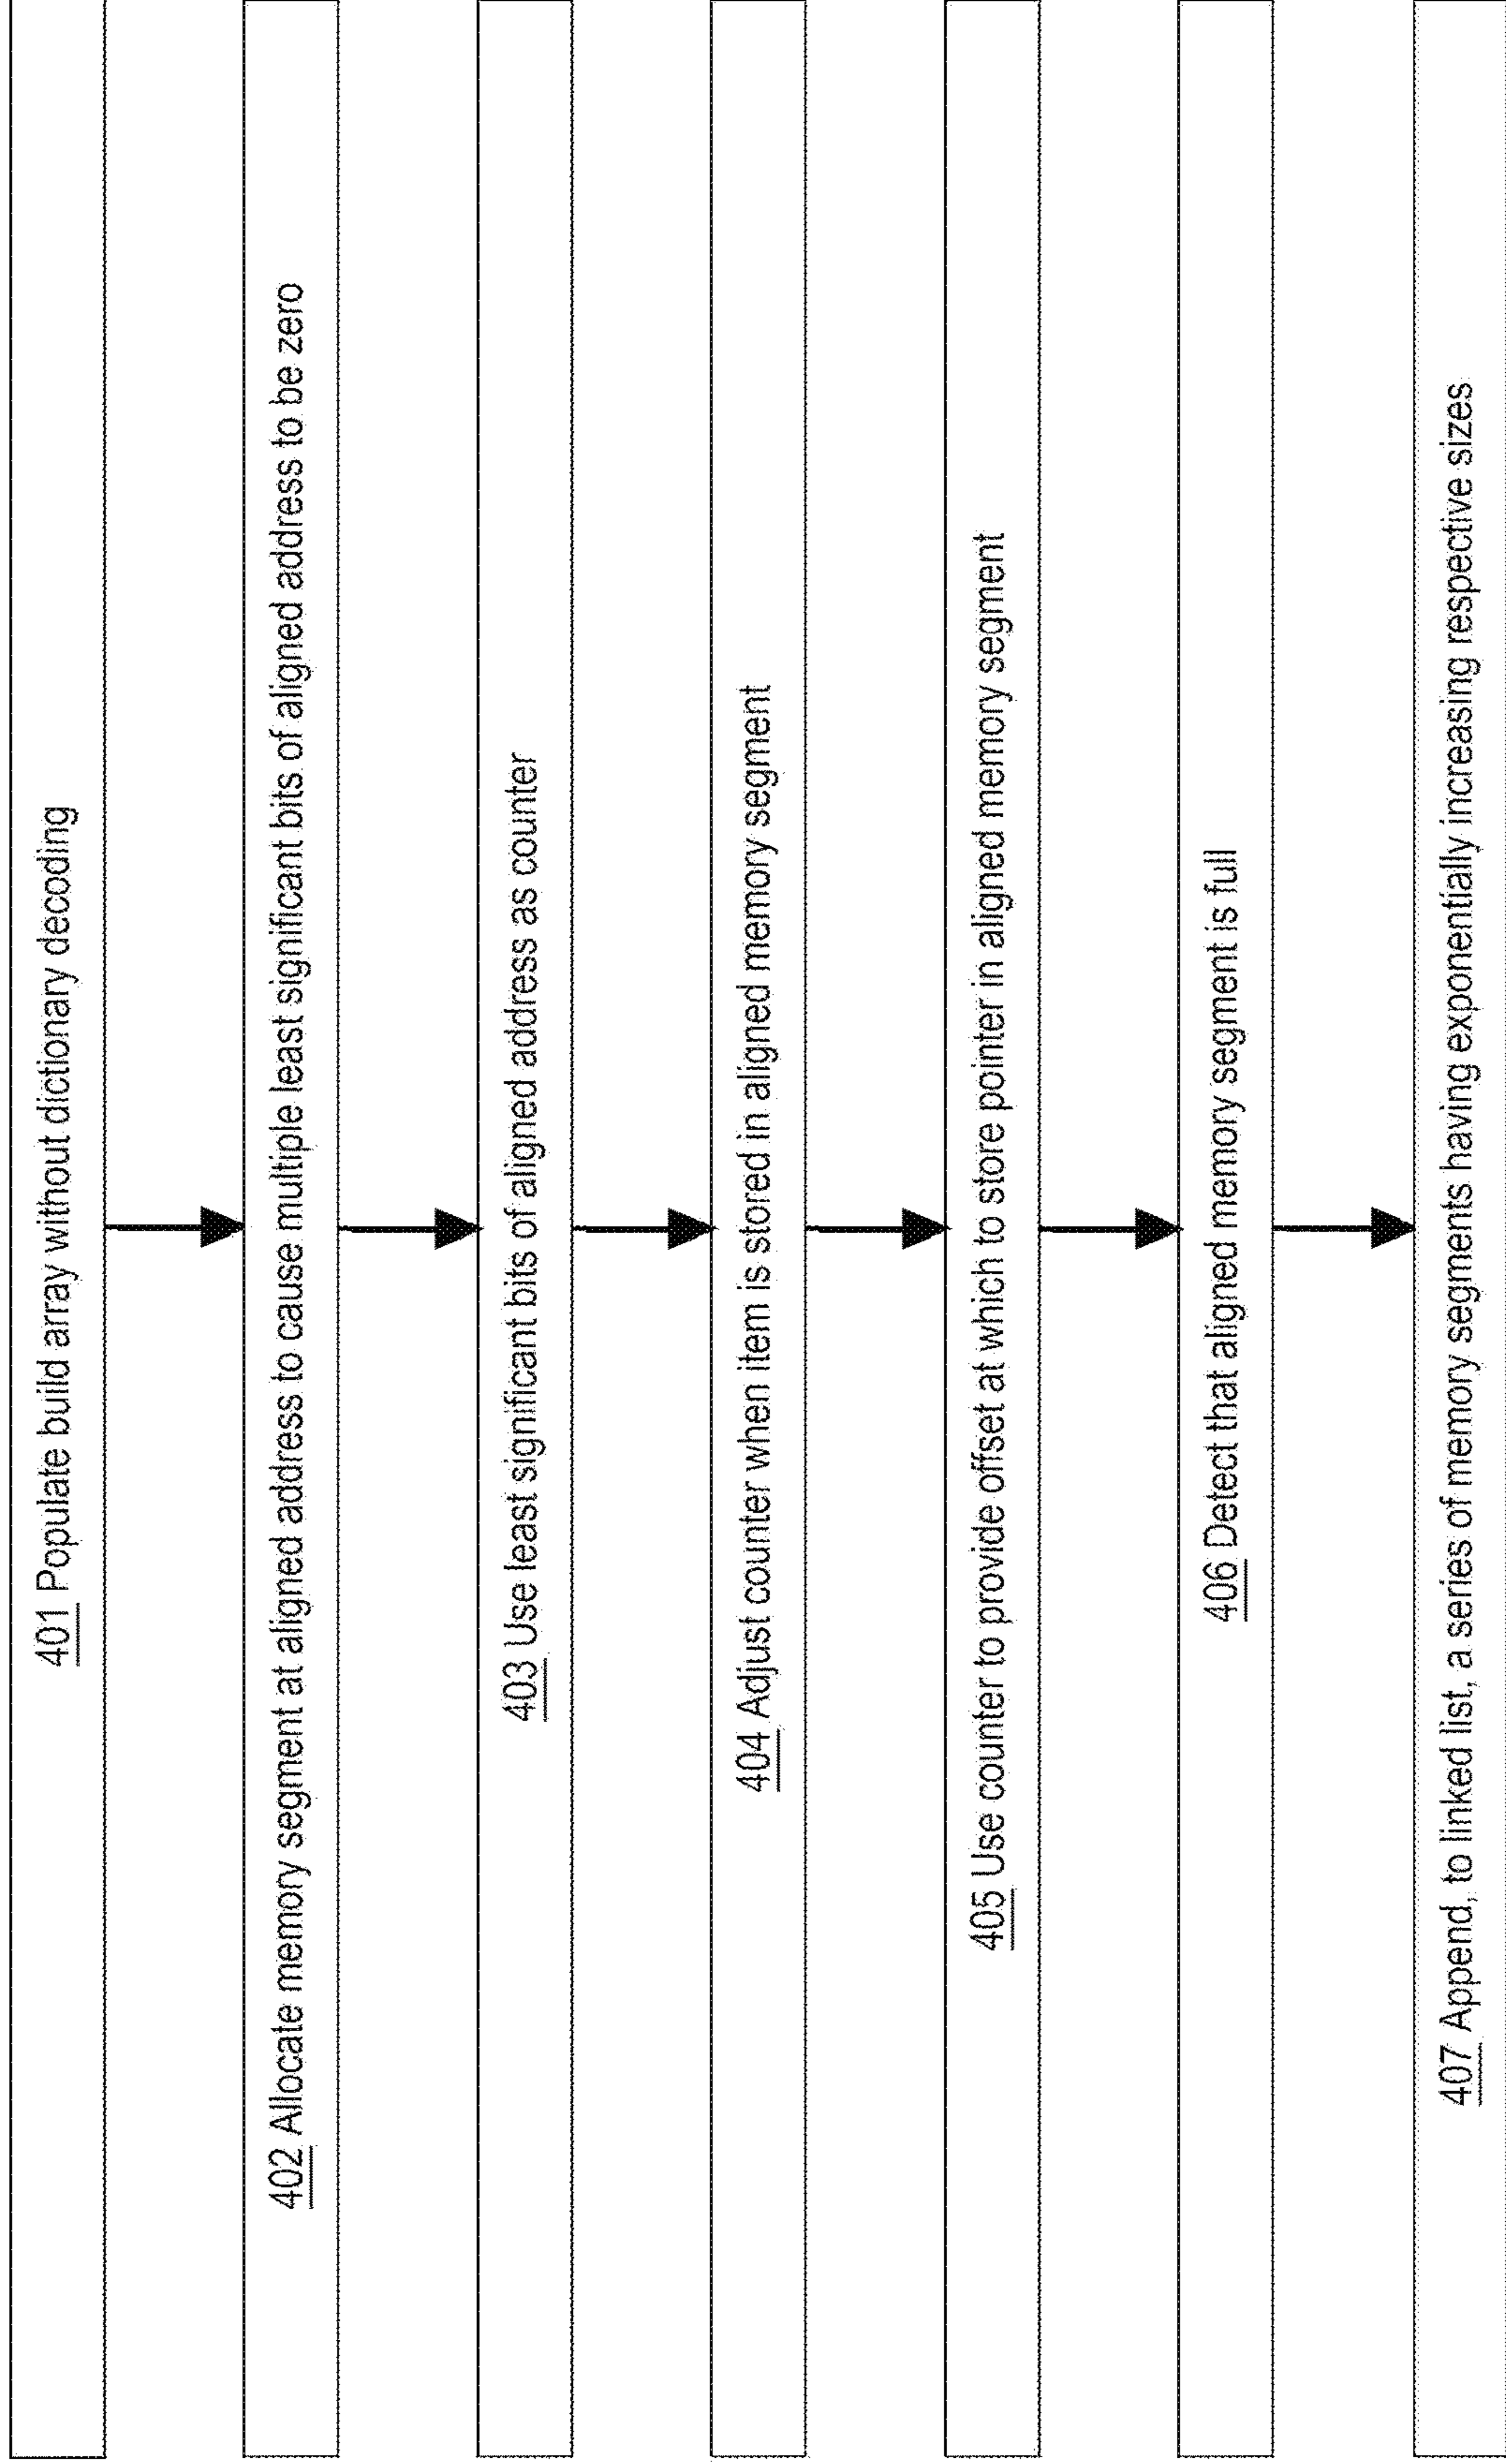 401 Populate build array without dictionary decoding
402 Allocate memory segment at aligned address to cause multiple least significant bits of aligned address to be zero
403 Use least significant bits of aligned address as counter
404 Adjust counter when item is stored in aligned memory segment
405 Use counter to provide offset at which to store pointer in aligned memory segment
406 Detect that aligned memory segment is full
407 Append, to linked list, a series of memory segments having exponentially increasing respective sizes